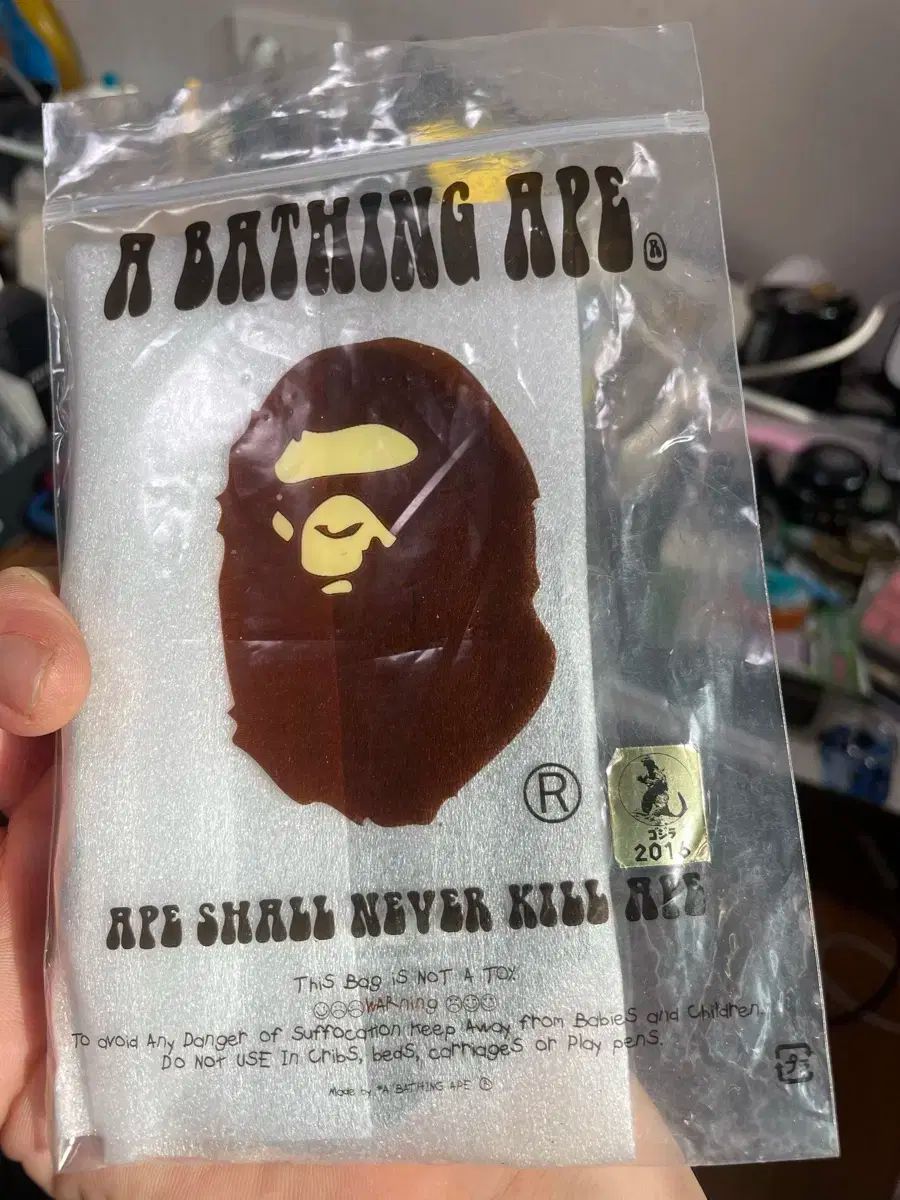 A BATHING APE®
®
ゴジラ
2016
APE SHALL NEVER KILL APE
THiS Bag iS NOT A TOY.
WARning
To avoid Any Danger of Suffocation Keep Away from BabieS and Children.
Do NoT USE In CribS, bedS, carriageS or Play penS.
Made by "A BATHING APE ®
プラ